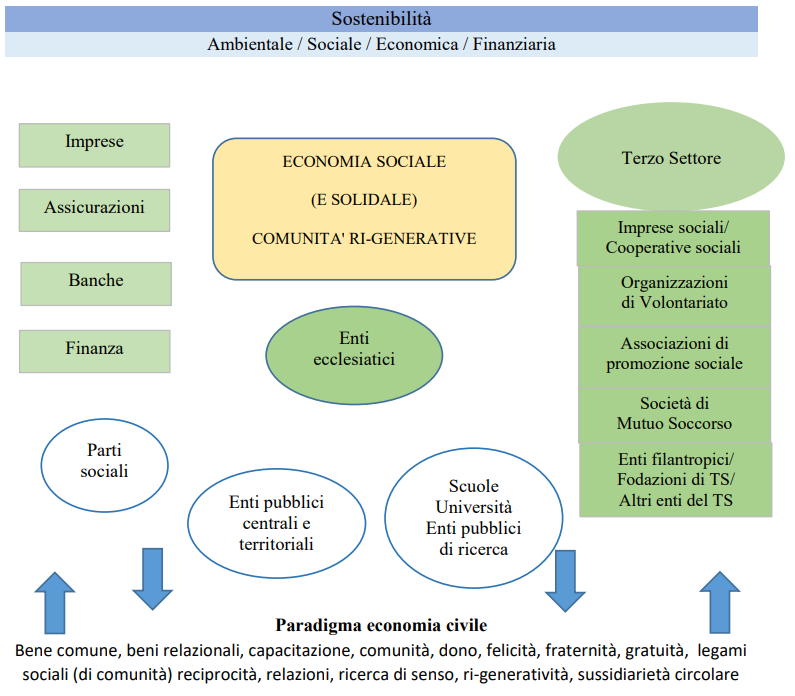 Sostenibilità
Ambientale / Sociale / Economica / Finanziaria
Imprese
Assicurazioni
Banche
Finanza
ECONOMIA SOCIALE
(E SOLIDALE)
COMUNITA' RI-GENERATIVE
Enti
ecclesiatici
Terzo Settore
Imprese sociali/
Cooperative sociali
Organizzazioni
di Volontariato
Associazioni di
promozione sociale
Società di
Mutuo Soccorso
Enti filantropici/
Fodazioni di TS/
Altri enti del TS
Parti
sociali
Enti pubblici
centrali e
territoriali
Scuole
Università
Enti pubblici
di ricerca
Paradigma economia civile
Bene comune, beni relazionali, capacitazione, comunità, dono, felicità, fraternità, gratuità, legami
sociali (di comunità) reciprocità, relazioni, ricerca di senso, ri-generatività, sussidiarietà circolare